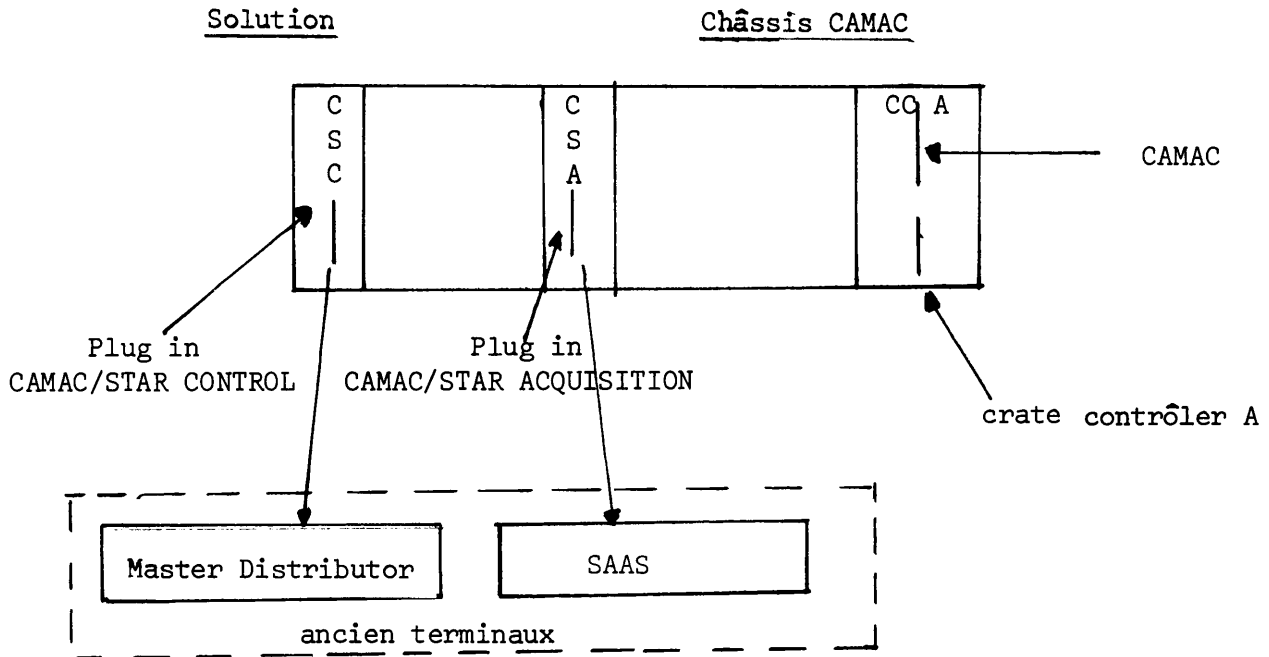 Solution
Châssis CAMAC
C
S
C
C
S
A
CC A
CAMAC
Plug in
CAMAC/STAR CONTROL
Plug in
CAMAC/STAR ACQUISITION
crate contrôler A
Master Distributor
SAAS
ancien terminaux